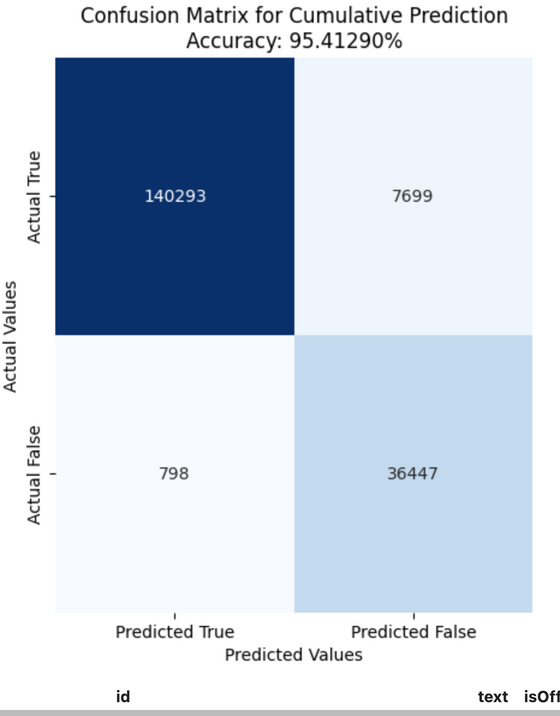 Confusion Matrix for Cumulative Prediction
Accuracy: 95.41290%
Actual True
140293
7699
Actual Values
Actual False
798
36447
Predicted True
Predicted False
Predicted Values
id text isOff